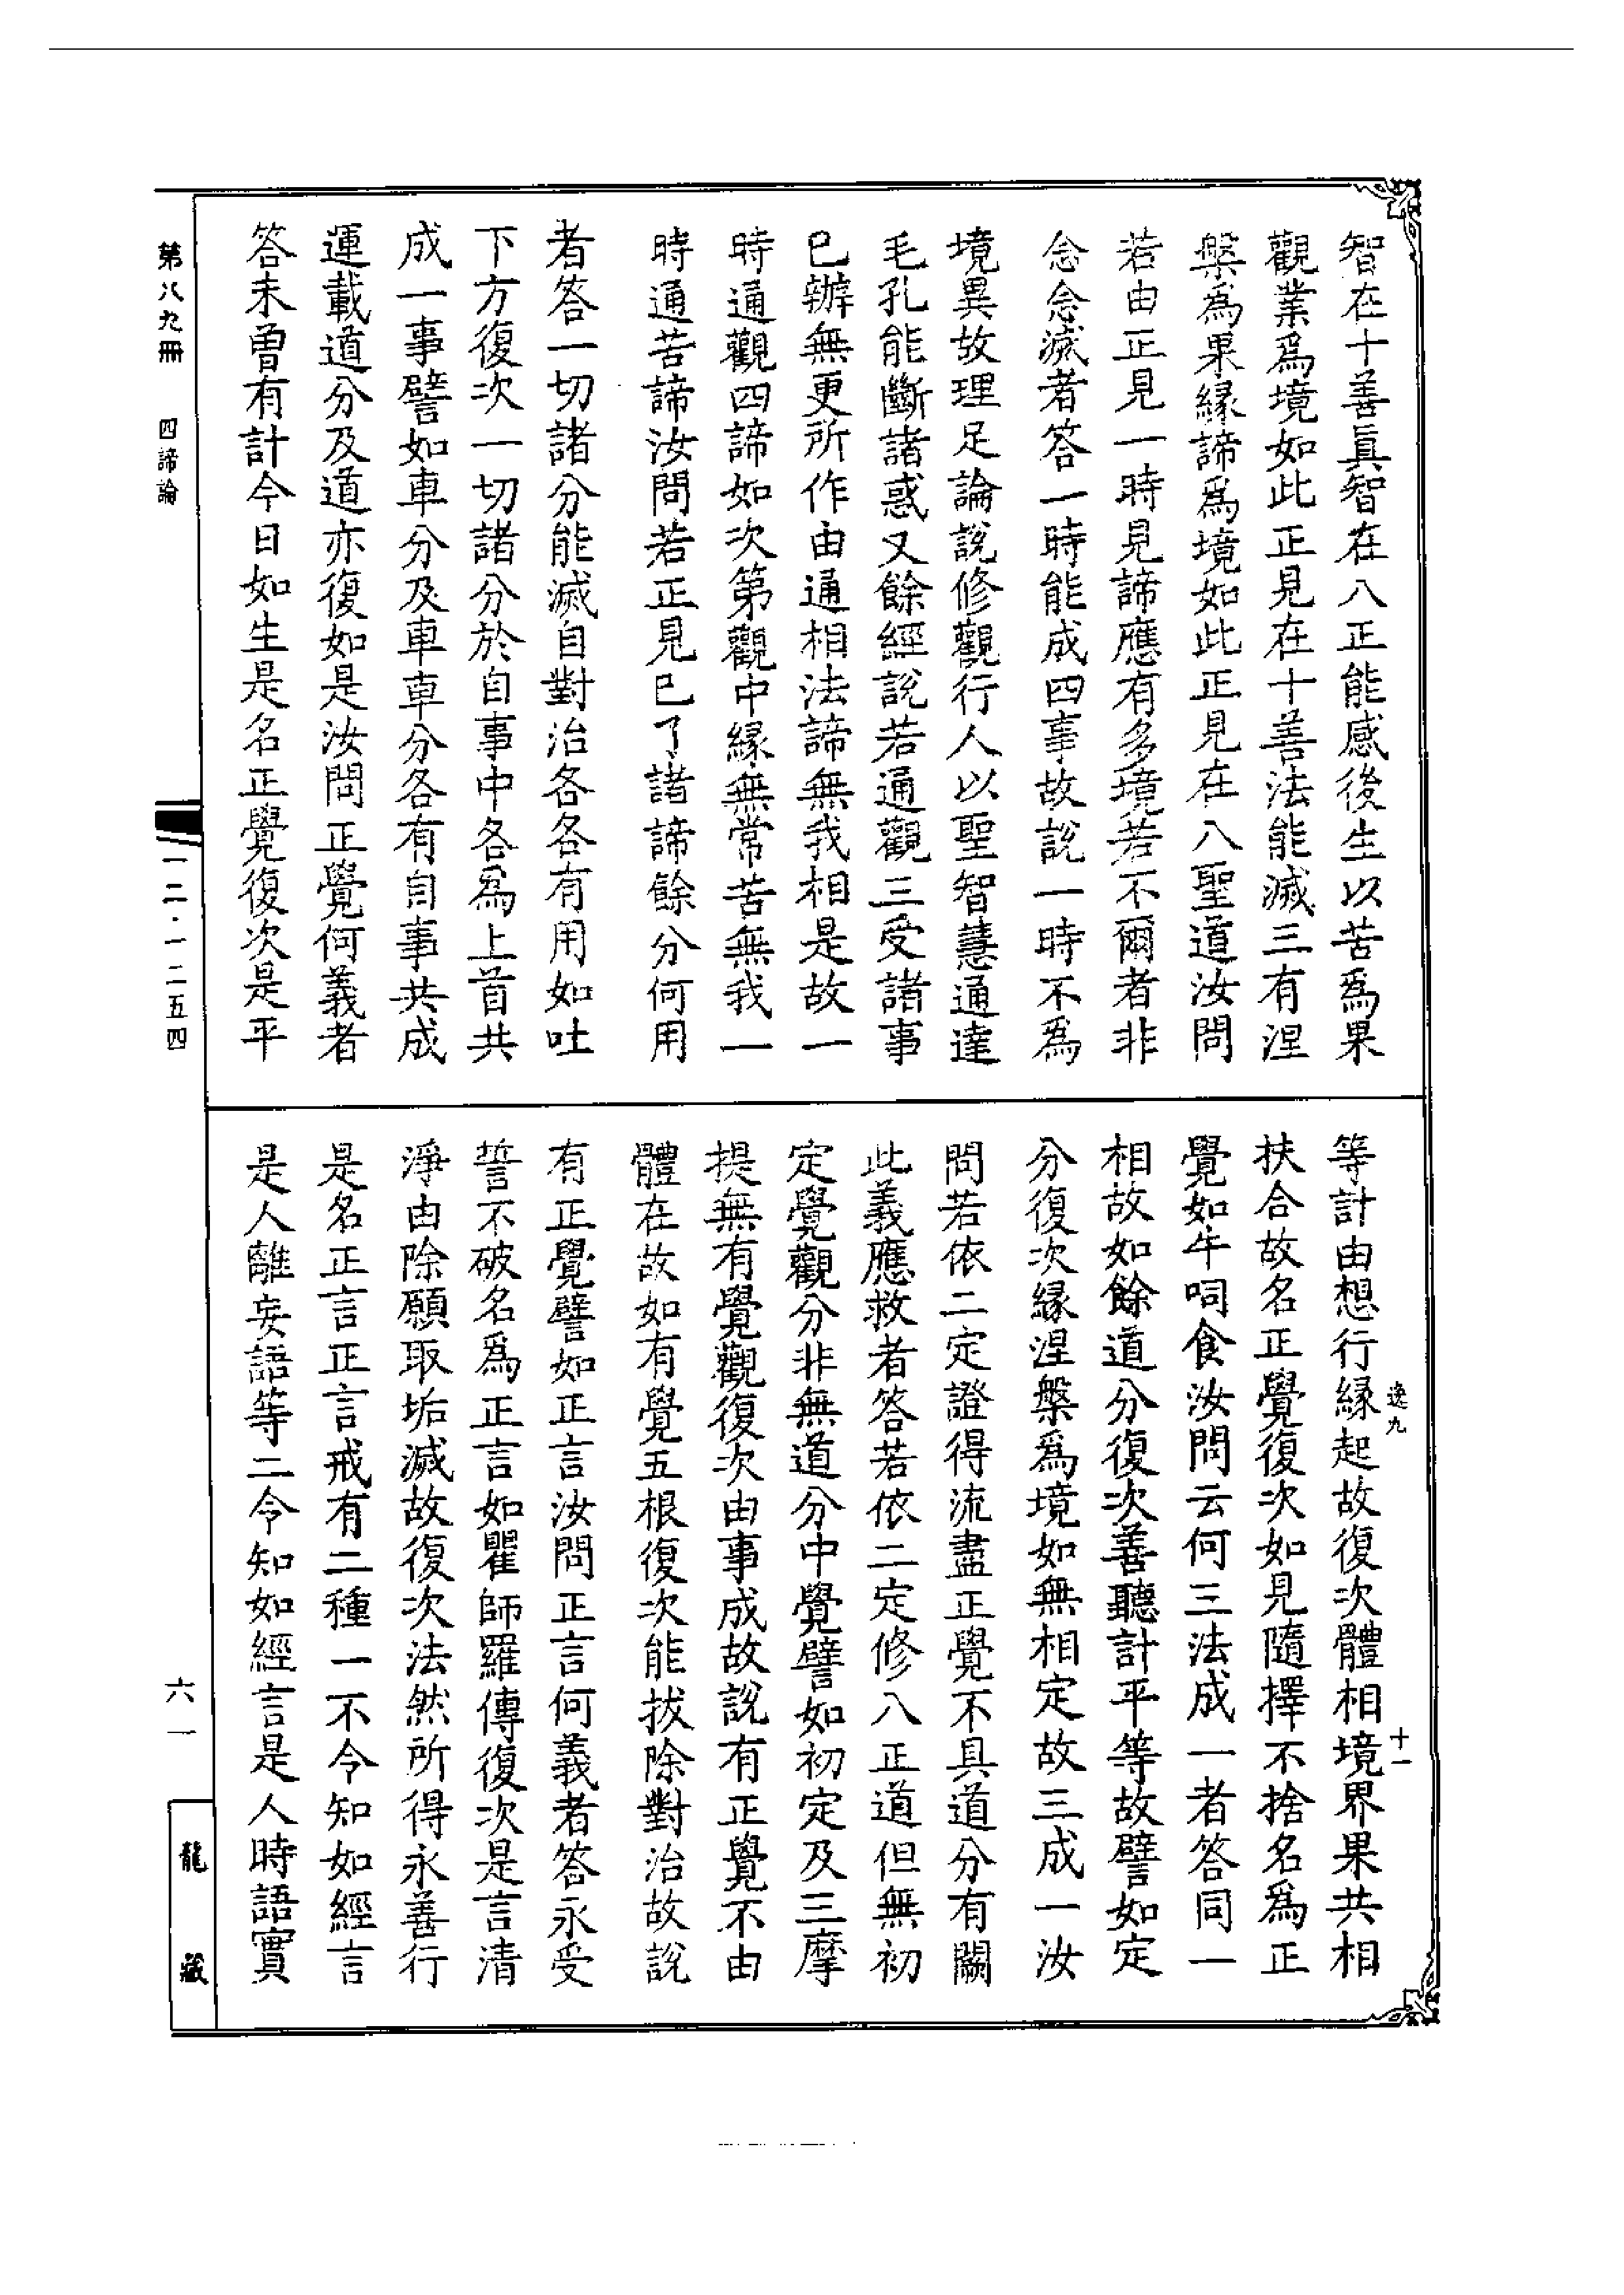 智在十善眞智在八正能感後生以苦爲果
觀業爲境如此正見在十善法能滅三有涅
槃爲果縁諦爲境如此正見在八聖道汝問
若由正見一時見諦應有多境若不爾者非
念念滅者答一時能成四事故説一時不爲
境異故理足論説修觀行人以聖智慧通達
毛孔能斷諸惑又餘經説若通觀三受諸事
已辦無更所作由通相法諦無我相是故一
時通觀四諦如次第觀中縁無常苦無我一
時通苦諦汝問若正見已了諸諦餘分何用
者答一切諸分能滅自對治各各有用如吐
下方復次一切諸分於自事中各爲上首共
成一事譬如車分及車車分各有自事共成
運載道分及道亦復如是汝問正覺何義者
答未曽有計今日如生是名正覺復次是平
等計由想行縁起故復次體相境界果共相
扶合故名正覺復次如見隨擇不捨名爲正
覺如牛呞食汝問云何三法成一者答同一
相故如餘道分復次善聽計平等故譬如定
分復次縁涅槃爲境如無相定故三成一汝
問若依二定證得流盡正覺不具道分有闕
此義應救者答若依二定修八正道但無初
定覺觀分非無道分中覺譬如初定及三摩
提無有覺觀復次由事成故説有正覺不由
體在故如有覺五根復次能拔除對治故説
有正覺譬如正言汝問正言何義者答永受
誓不破名爲正言如瞿師羅傳復次是言清
淨由除願取垢滅故復次法然所得永善行
是名正言正言戒有二種一不令知如經言
是人離妄語等二令知如經言是人時語實
逸九
十一
第八九冊
四諦論
一二·一二五四
六一
龍藏